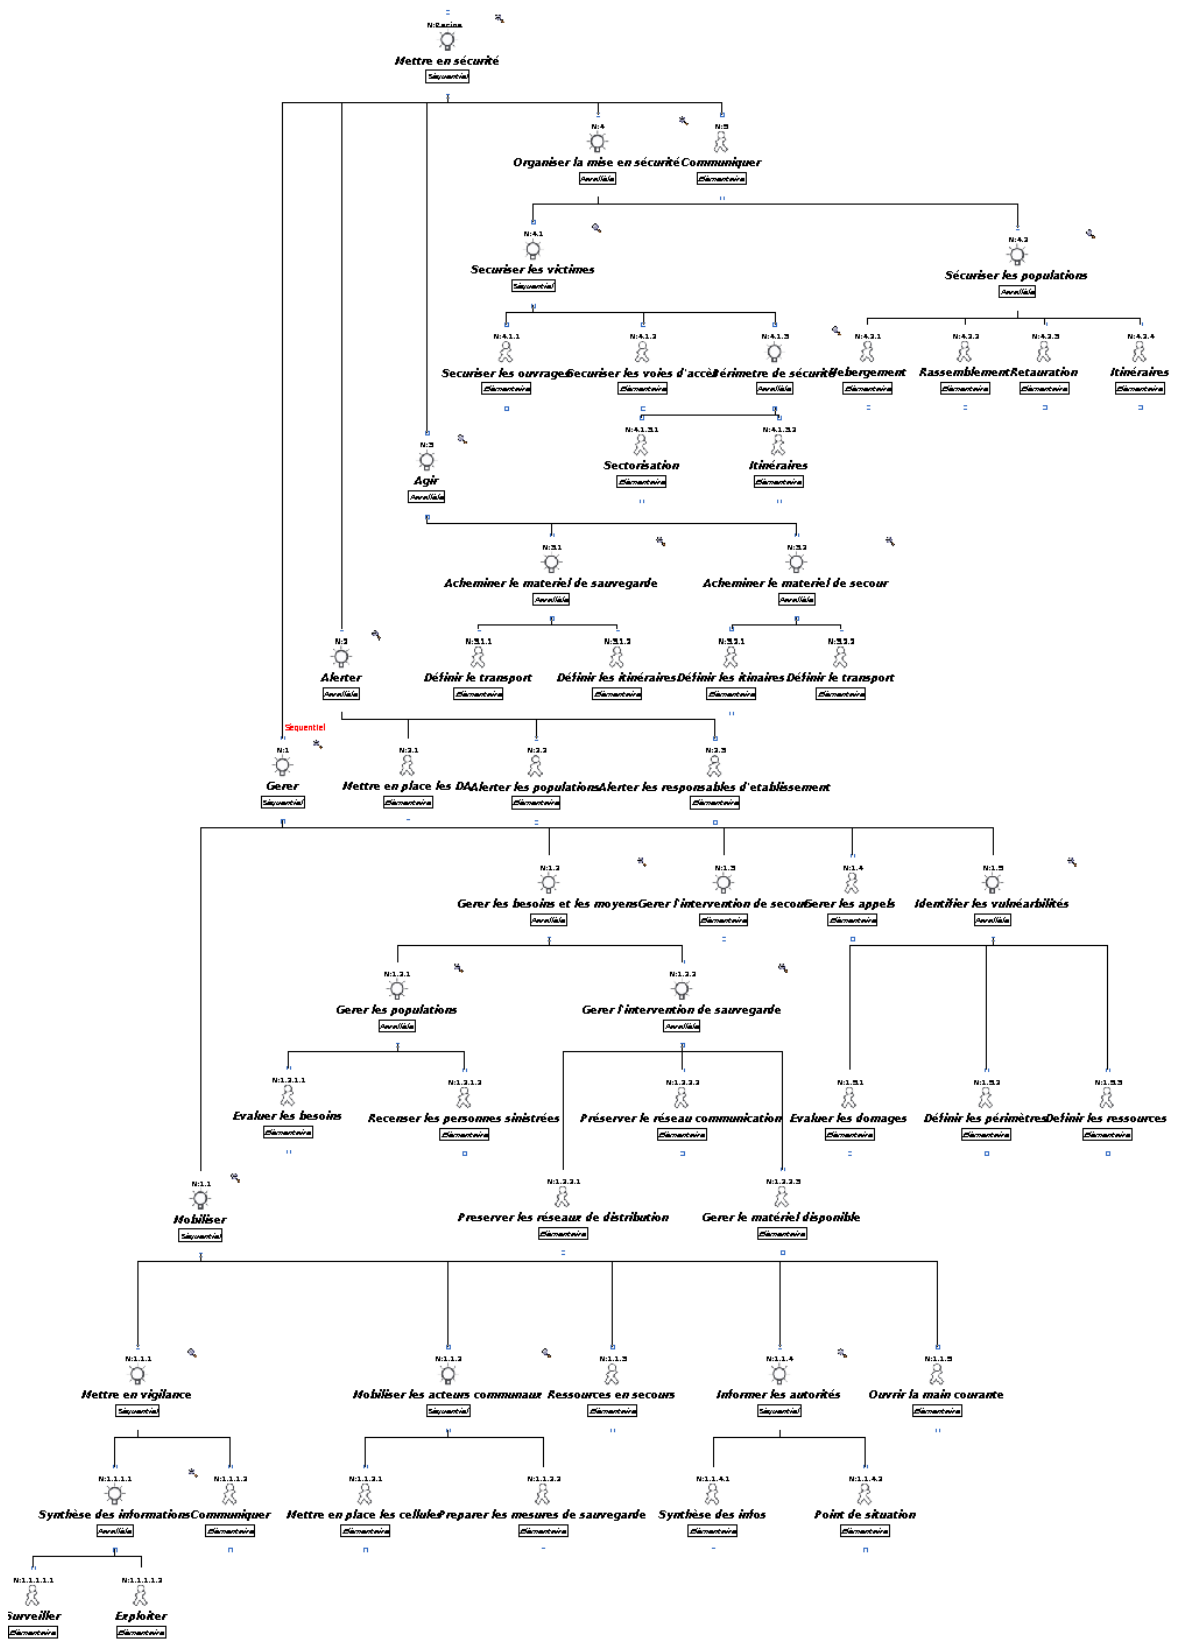 N:Racine
Mettre en sécurité
Séquentiel
N:4 N:5
Organiser la mise en sécurité Communiquer
Parallèle Elémentaire
N:4.1 N:4.2
Securiser les victimes Sécuriser les populations
Séquentiel Parallèle
N:4.1.1 N:4.1.2 N:4.1.3 N:4.2.1 N:4.2.2 N:4.2.3 N:4.2.4
Securiser les ouvrages Securiser les voies d'accès Périmetre de sécurité Hebergement Rassemblement Retauration Itinéraires
Elémentaire Elémentaire Parallèle Elémentaire Elémentaire Elémentaire Elémentaire
N:4.1.3.1 N:4.1.3.2
Sectorisation Itinéraires
Elémentaire Elémentaire
N:3
Agir
Parallèle
N:3.1 N:3.2
Acheminer le materiel de sauvegarde Acheminer le materiel de secour
Parallèle Parallèle
N:3.1.1 N:3.1.2 N:3.2.1 N:3.2.2
Définir le transport Définir les itinéraires Définir les itinaires Définir le transport
Elémentaire Elémentaire Elémentaire Elémentaire
N:2
Alerter
Parallèle
Séquentiel
N:1 N:2.1 N:2.2 N:2.3
Gerer Mettre en place les DA Alerter les populations Alerter les responsables d'etablissement
Séquentiel Elémentaire Elémentaire Elémentaire
N:1.2 N:1.3 N:1.4 N:1.5
Gerer les besoins et les moyens Gerer l'intervention de secour Gerer les appels Identifier les vulnéarbilités
Parallèle Elémentaire Elémentaire Parallèle
N:1.2.1 N:1.2.2
Gerer les populations Gerer l'intervention de sauvegarde
Parallèle Parallèle
N:1.2.1.1 N:1.2.1.2 N:1.2.2.2 N:1.5.1 N:1.5.2 N:1.5.3
Evaluer les besoins Recenser les personnes sinistrées Préserver le réseau communication Evaluer les domages Définir les périmètres Definir les ressources
Elémentaire Elémentaire Elémentaire Elémentaire Elémentaire Elémentaire
N:1.1 N:1.2.2.1 N:1.2.2.3
Mobiliser Preserver les réseaux de distribution Gerer le matériel disponible
Séquentiel Elémentaire Elémentaire
N:1.1.1 N:1.1.2 N:1.1.3 N:1.1.4 N:1.1.5
Mettre en vigilance Mobiliser les acteurs communaux Ressources en secours Informer les autorités Ouvrir la main courante
Séquentiel Séquentiel Elémentaire Séquentiel Elémentaire
N:1.1.1.1 N:1.1.1.2 N:1.1.2.1 N:1.1.2.2 N:1.1.4.1 N:1.1.4.2
Synthèse des informations Communiquer Mettre en place les cellules Preparer les mesures de sauvegarde Synthèse des infos Point de situation
Parallèle Elémentaire Elémentaire Elémentaire Elémentaire Elémentaire
N:1.1.1.1.1 N:1.1.1.1.2
Surveiller Exploiter
Elémentaire Elémentaire